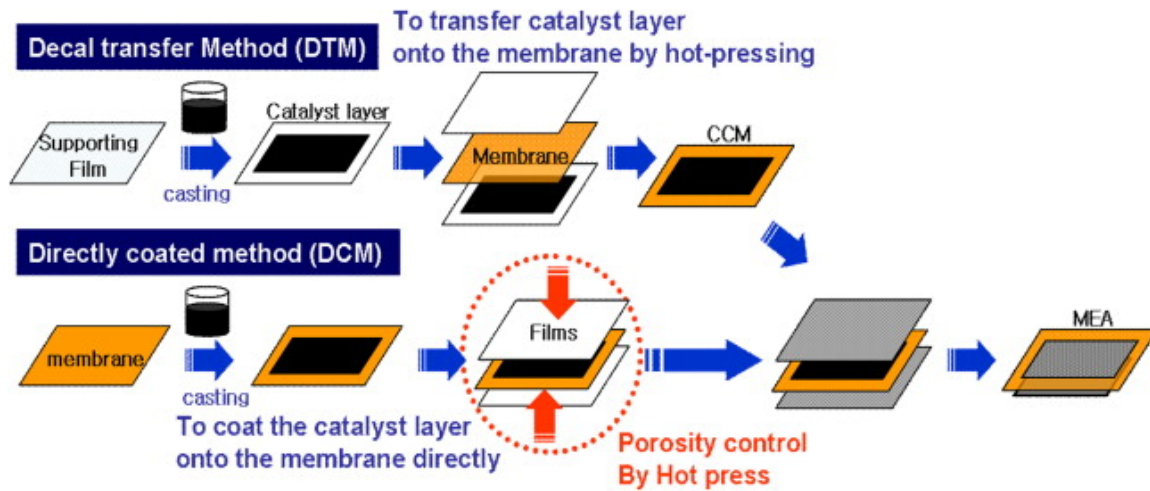 Decal transfer Method (DTM)
To transfer catalyst layer
onto the membrane by hot-pressing
Supporting
Film
casting
Catalyst layer
Membrane
CCM
Directly coated method (DCM)
membrane
casting
To coat the catalyst layer
onto the membrane directly
Films
Porosity control
By Hot press
MEA